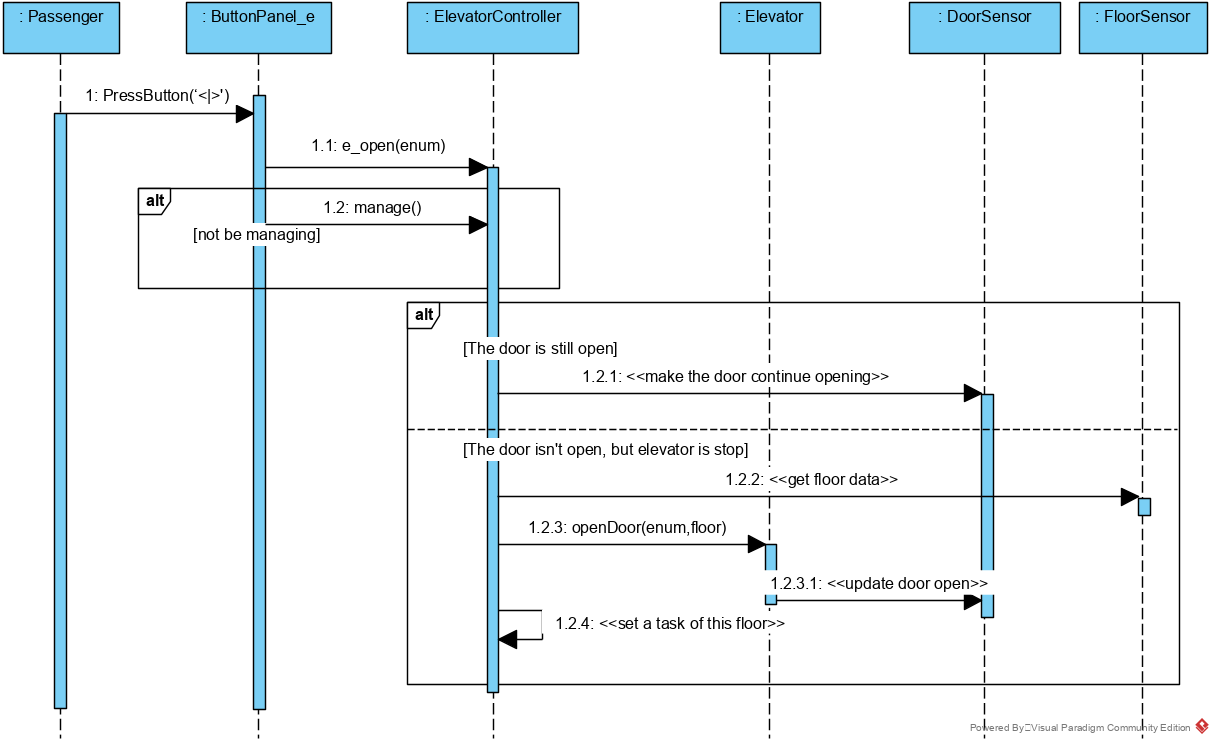 : Passenger
: ButtonPanel_e
: ElevatorController
: Elevator
: DoorSensor
: FloorSensor
1: PressButton('<|>')
1.1: e_open(enum)
alt
1.2: manage()
[not be managing]
alt
[The door is still open]
1.2.1: <<make the door continue opening>>
[The door isn't open, but elevator is stop]
1.2.2: <<get floor data>>
1.2.3: openDoor(enum,floor)
1.2.3.1: <<update door open>>
1.2.4: <<set a task of this floor>>
Powered By Visual Paradigm Community Edition